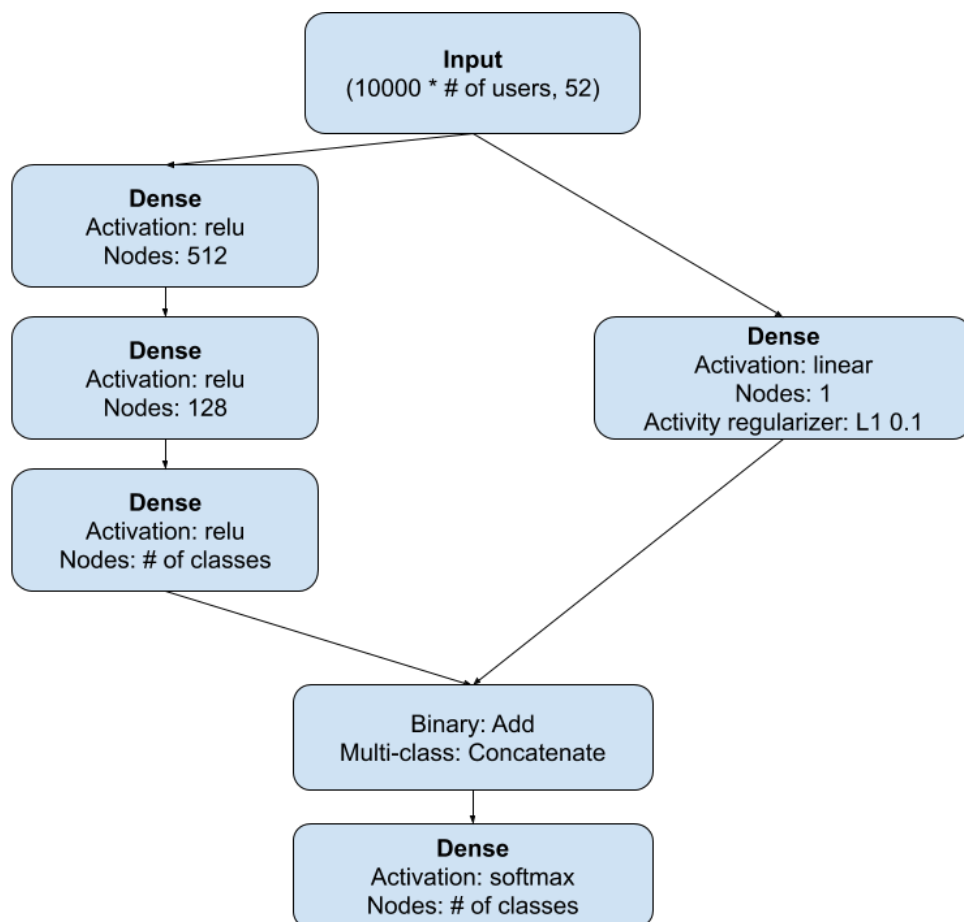 Input
(10000 * # of users, 52)
Dense
Activation: relu
Nodes: 512
Dense
Activation: relu
Nodes: 128
Dense
Activation: relu
Nodes: # of classes
Dense
Activation: linear
Nodes: 1
Activity regularizer: L1 0.1
Binary: Add
Multi-class: Concatenate
Dense
Activation: softmax
Nodes: # of classes